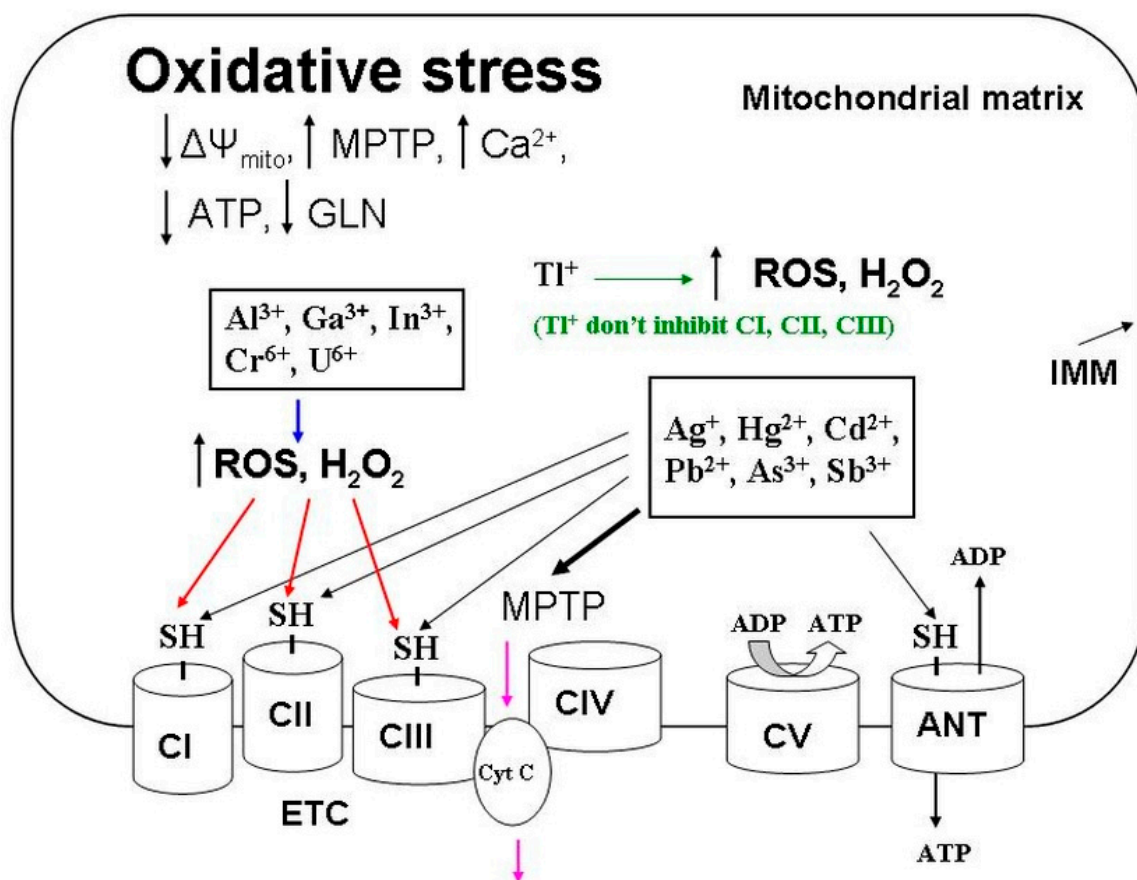 Oxidative stress
Mitochondrial matrix
↓ΔΨmito, ↑ MPTP, ↑ Ca²⁺,
↓ ATP, ↓ GLN
Tl⁺ → ↑ ROS, H₂O₂
(Tl⁺ don't inhibit CI, CII, CIII)
Al³⁺, Ga³⁺, In³⁺,
Cr⁶⁺, U⁶⁺
IMM
Ag⁺, Hg²⁺, Cd²⁺,
Pb²⁺, As³⁺, Sb³⁺
↑ROS, H₂O₂
ADP
MPTP
SH
SH
SH
ADP
ATP
SH
CI
CII
CIII
CIV
CV
ANT
Cyt C
ETC
ATP